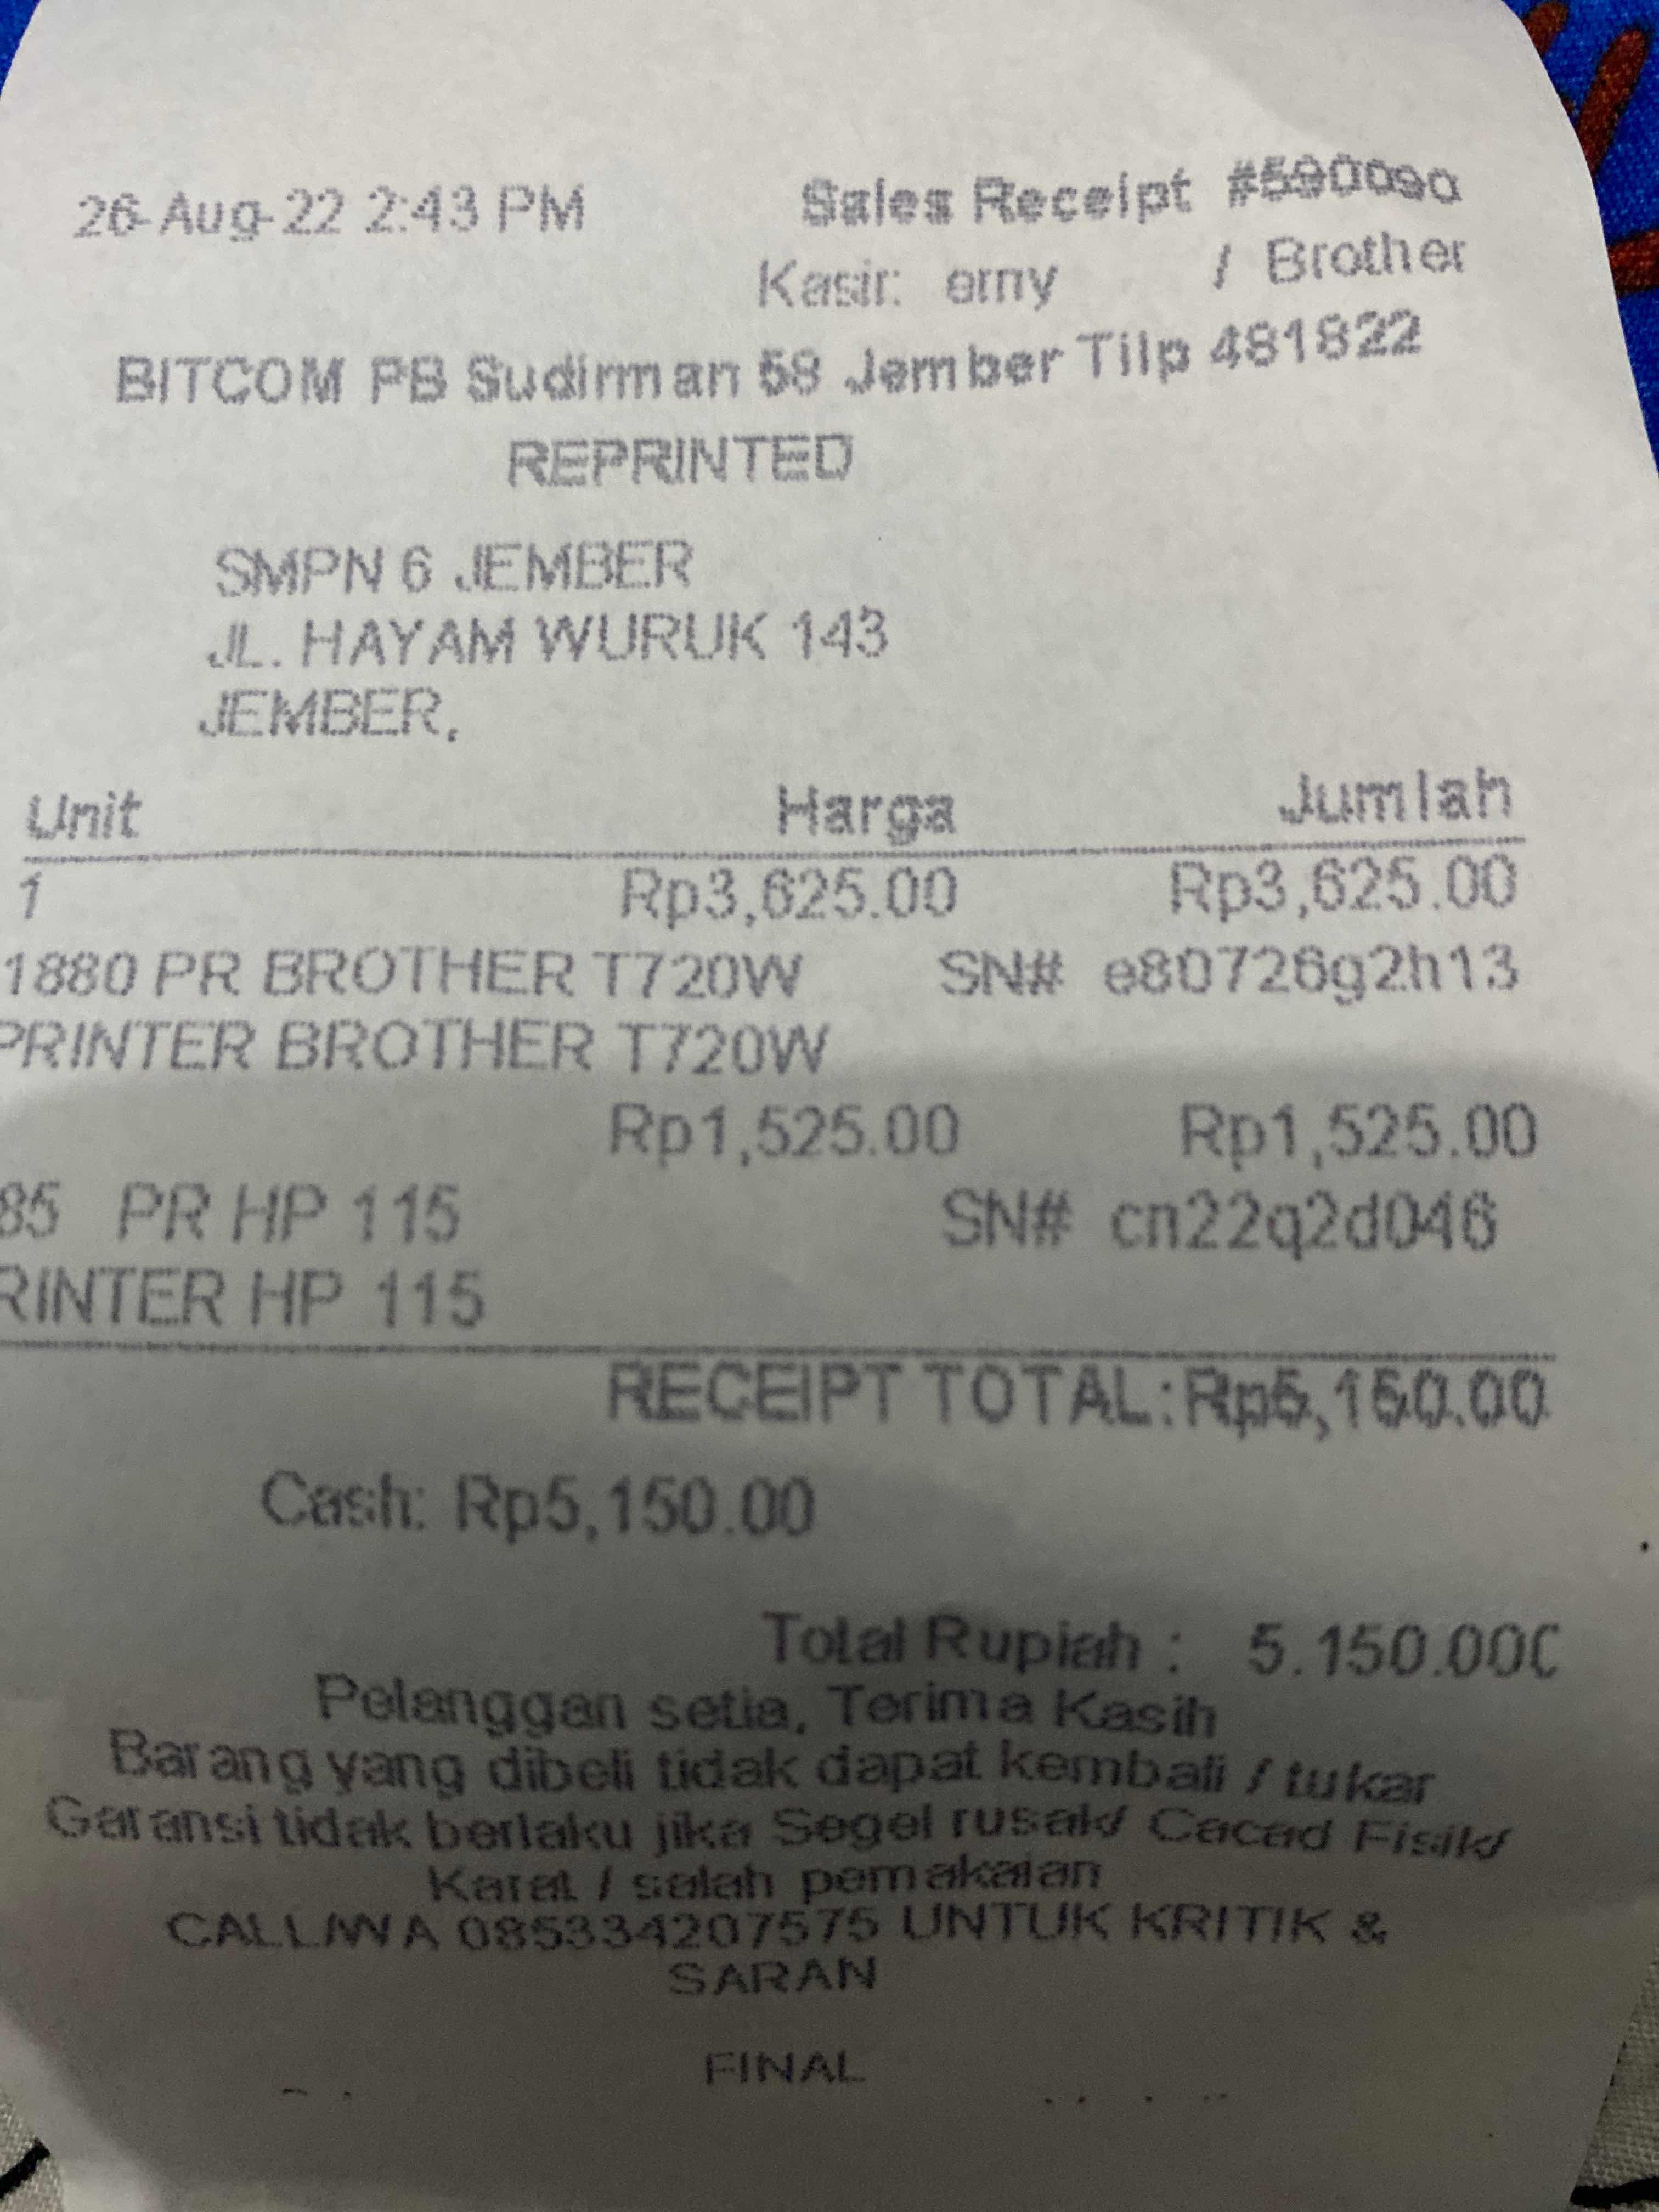 26-Aug-22 2:43 PM Sales Receipt #590090
Kasir: erny / Brother
BITCOM PB Sudirman 58 Jember Tilp 481822
REPRINTED
SMPN 6 JEMBER
JL. HAYAM WURUK 143
JEMBER,
Unit Harga Jumlah
1 Rp3,625.00 Rp3,625.00
1880 PR BROTHER T720W SN# e80726g2h13
PRINTER BROTHER T720W
Rp1,525.00 Rp1,525.00
85 PR HP 115 SN# cn22q2d046
RINTER HP 115
RECEIPT TOTAL: Rp5,150.00
Cash: Rp5,150.00
Total Rupiah : 5.150.000
Pelanggan setia, Terima Kasih
Barang yang dibeli tidak dapat kembali / tukar
Garansi tidak berlaku jika Segel rusak/ Cacad Fisik/
Karat / salah pemakaian
CALL/WA 085334207575 UNTUK KRITIK &
SARAN
FINAL